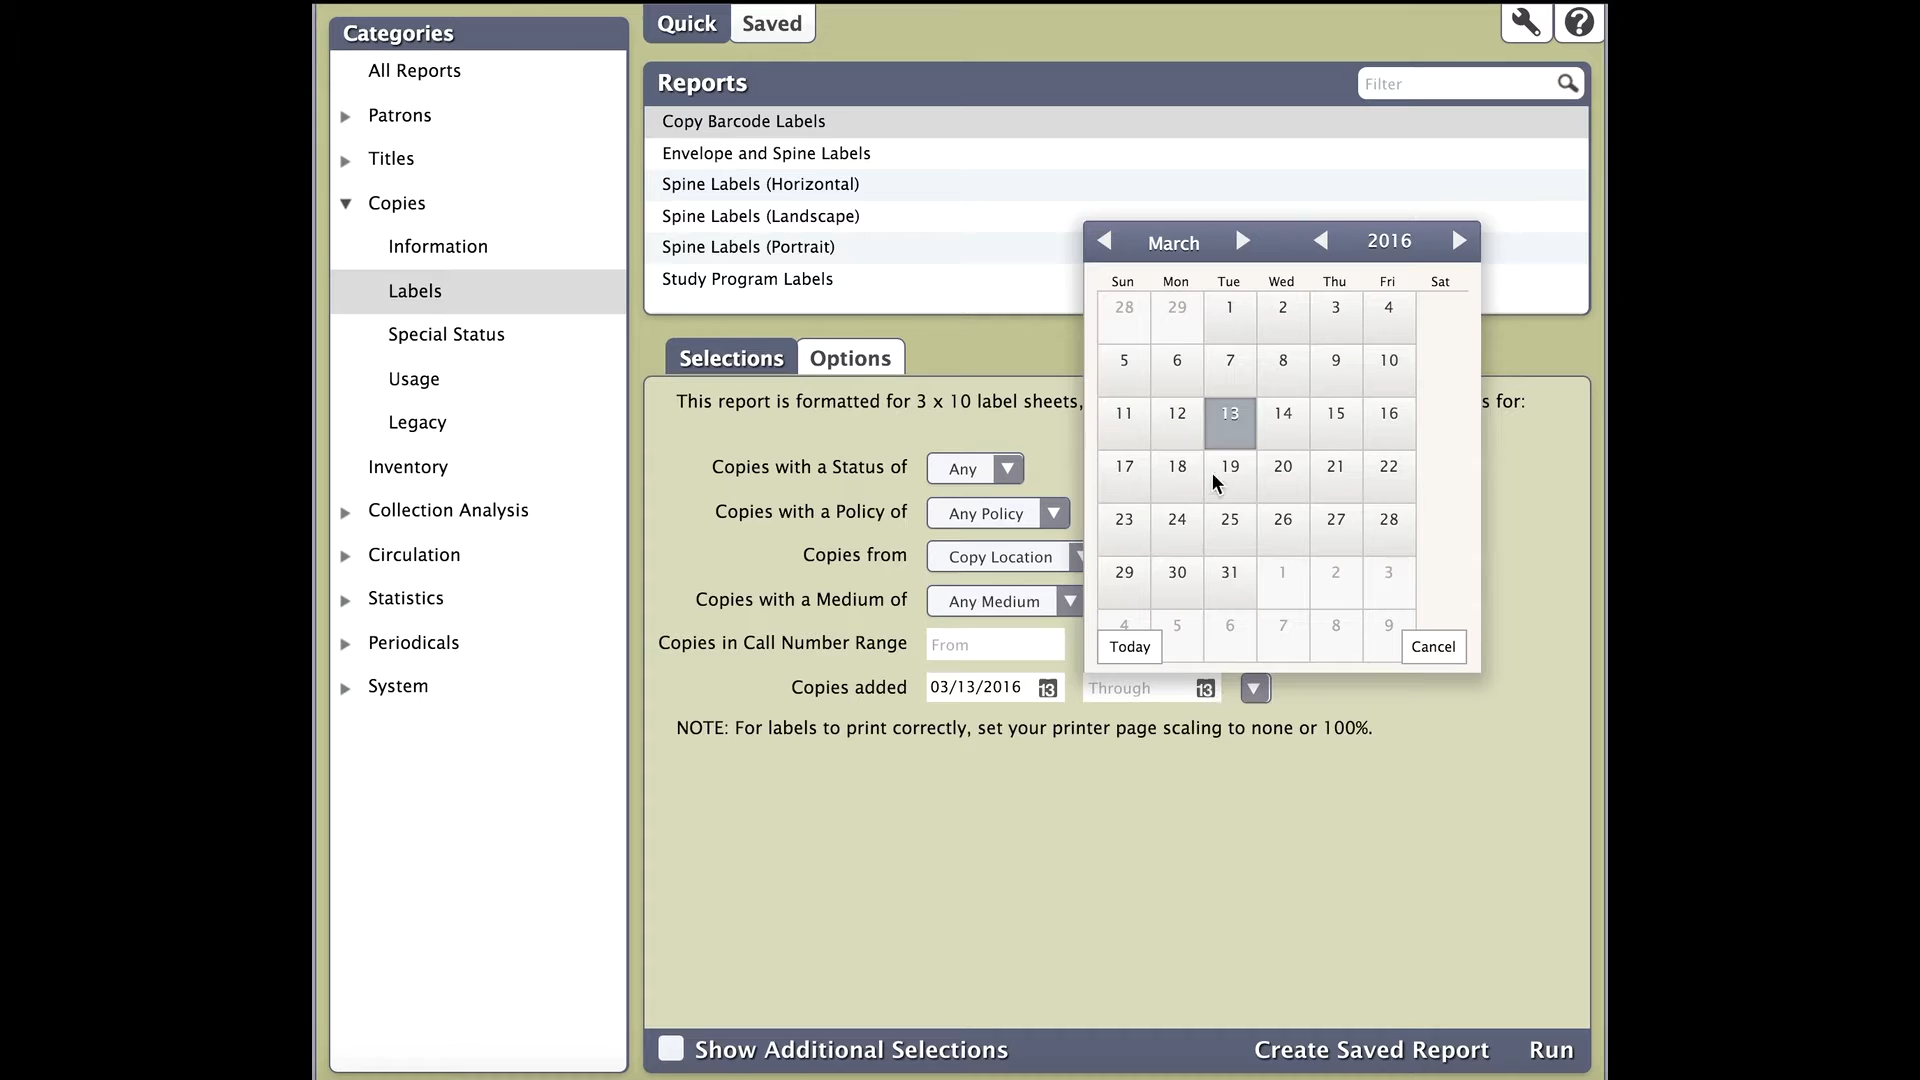 Categories
All Reports
Patrons
Titles
Copies
Information
Labels
Special Status
Usage
Legacy
Inventory
Collection Analysis
Circulation
Statistics
Periodicals
System
Quick Saved
Reports
Filter
Copy Barcode Labels
Envelope and Spine Labels
Spine Labels (Horizontal)
Spine Labels (Landscape)
Spine Labels (Portrait)
Study Program Labels
March 2016
Sun Mon Tue Wed Thu Fri Sat
28 29 1 2 3 4
5 6 7 8 9 10
11 12 13 14 15 16
17 18 19 20 21 22
23 24 25 26 27 28
29 30 31 1 2 3
4 5 6 7 8 9
Today Cancel
Selections Options
This report is formatted for 3 x 10 label sheets, s for:
Copies with a Status of Any
Copies with a Policy of Any Policy
Copies from Copy Location
Copies with a Medium of Any Medium
Copies in Call Number Range From
Copies added 03/13/2016 13 Through 13
NOTE: For labels to print correctly, set your printer page scaling to none or 100%.
Show Additional Selections Create Saved Report Run